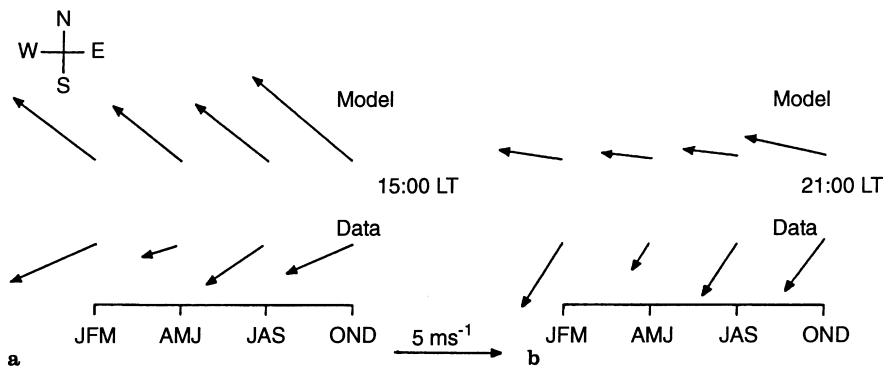 N
W E
S
Model
15:00 LT
Data
JFM AMJ JAS OND
a
5 ms⁻¹
Model
21:00 LT
Data
JFM AMJ JAS OND
b